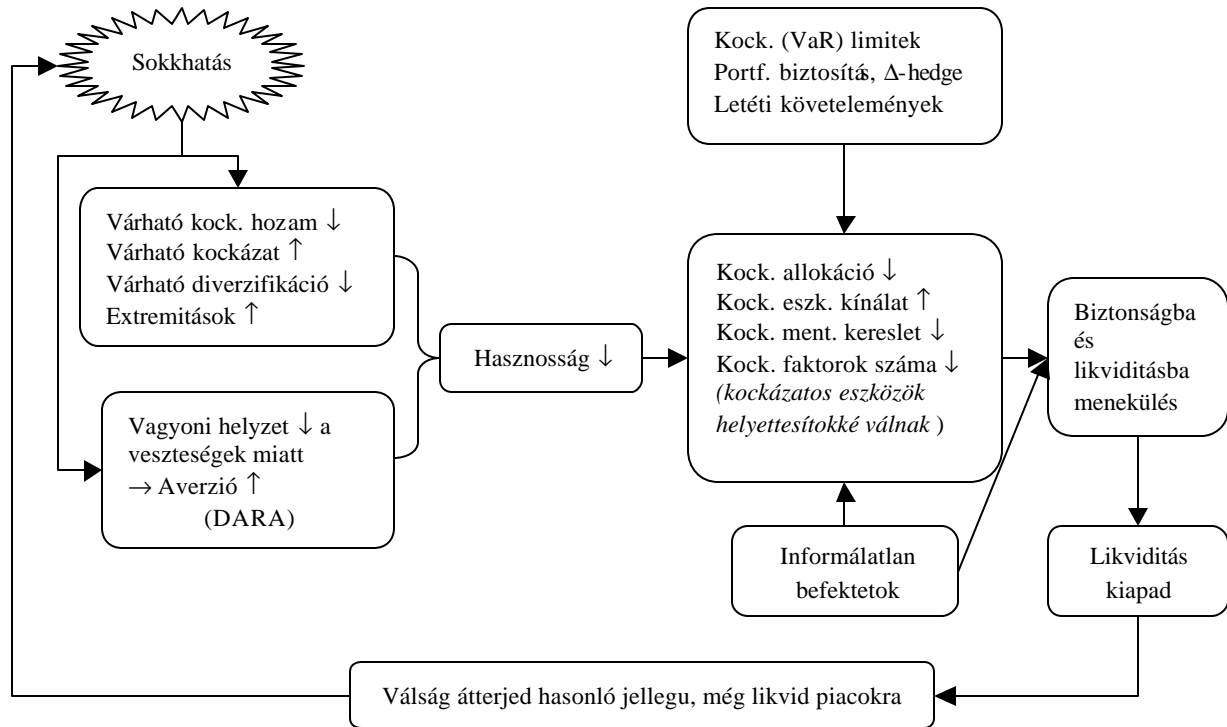 Sokkhatás
Kock. (VaR) limitek
Portf. biztosítás, Δ-hedge
Letéti követelemények
Várható kock. hozam ↓
Várható kockázat ↑
Várható diverzifikáció ↓
Extremitások ↑
Vagyoni helyzet ↓ a
veszteségek miatt
→ Averzió ↑
(DARA)
Hasznosság ↓
Kock. allokáció ↓
Kock. eszk. kínálat ↑
Kock. ment. kereslet ↓
Kock. faktorok száma ↓
(kockázatos eszközök
helyettesítokké válnak )
Biztonságba
és
likviditásba
menekülés
Informálatlan
befektetok
Likviditás
kiapad
Válság átterjed hasonló jellegu, még likvid piacokra